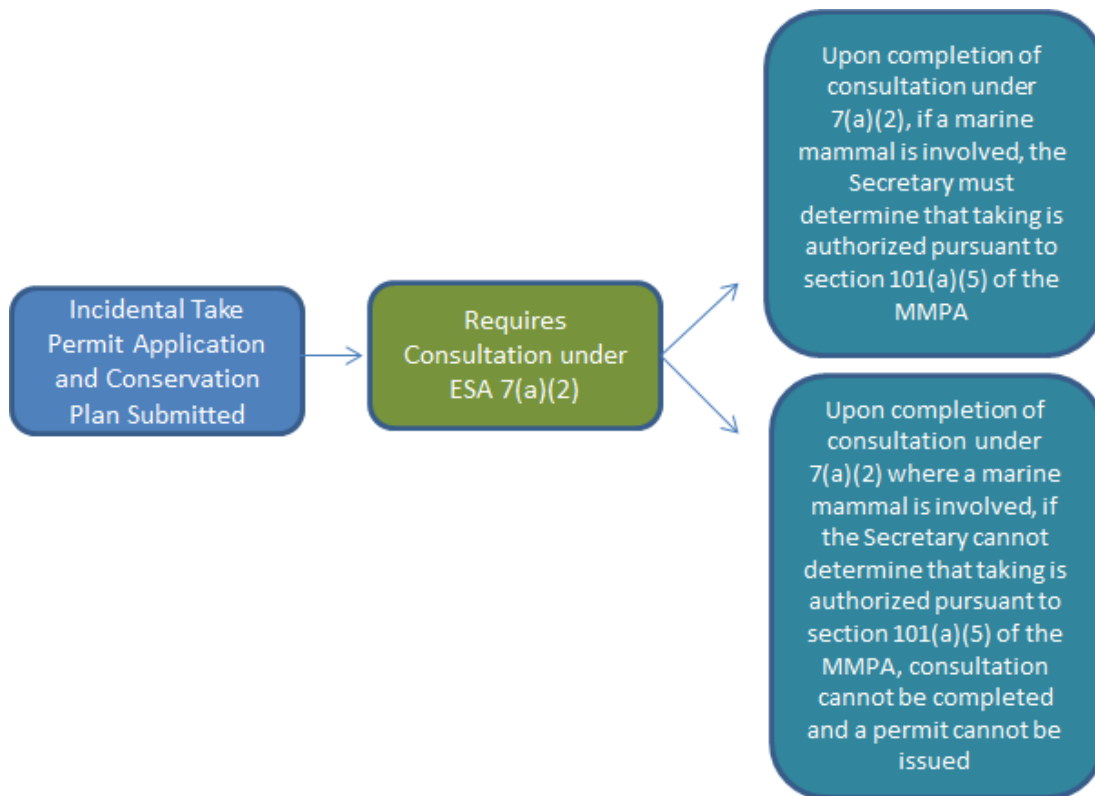 Incidental Take
Permit Application
and Conservation
Plan Submitted
Requires
Consultation under
ESA 7(a)(2)
Upon completion of
consultation under
7(a)(2), if a marine
mammal is involved, the
Secretary must
determine that taking is
authorized pursuant to
section 101(a)(5) of the
MMPA
Upon completion of
consultation under
7(a)(2) where a marine
mammal is involved, if
the Secretary cannot
determine that taking is
authorized pursuant to
section 101(a)(5) of the
MMPA, consultation
cannot be completed
and a permit cannot be
issued